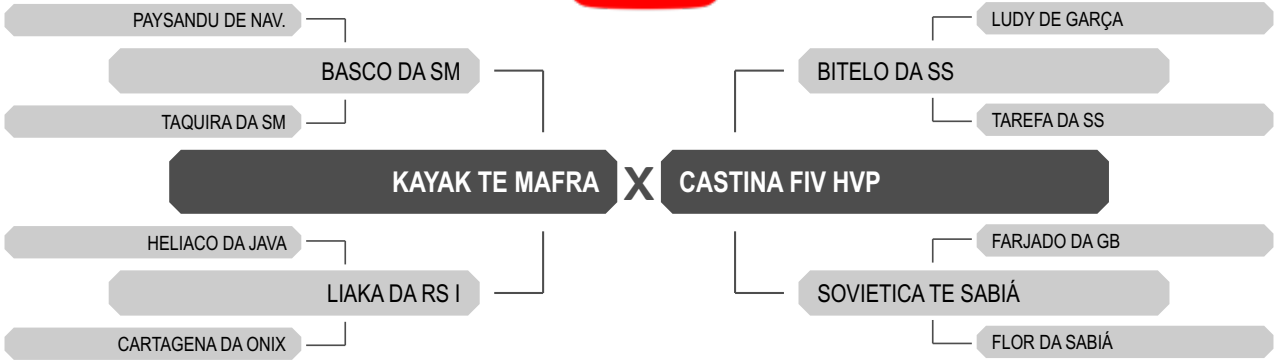 PAYSANDU DE NAV.
BASCO DA SM
TAQUIRA DA SM
KAYAK TE MAFRA
HELIACO DA JAVA
LIAKA DA RS I
CARTAGENA DA ONIX
X
LUDY DE GARÇA
BITELO DA SS
TAREFA DA SS
CASTINA FIV HVP
FARJADO DA GB
SOVIETICA TE SABIÁ
FLOR DA SABIÁ